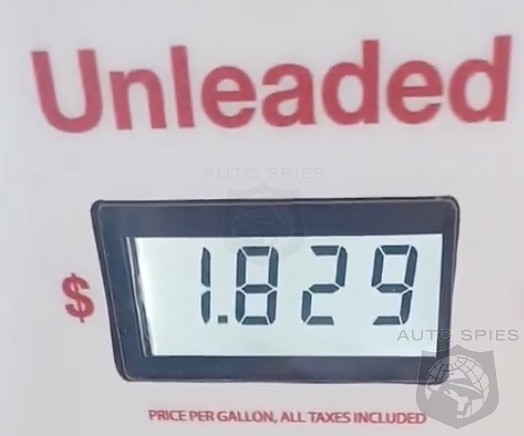 Unleaded
AUTO SPIES
$ 1.829
AUTO SPIES
PRICE PER GALLON, ALL TAXES INCLUDED